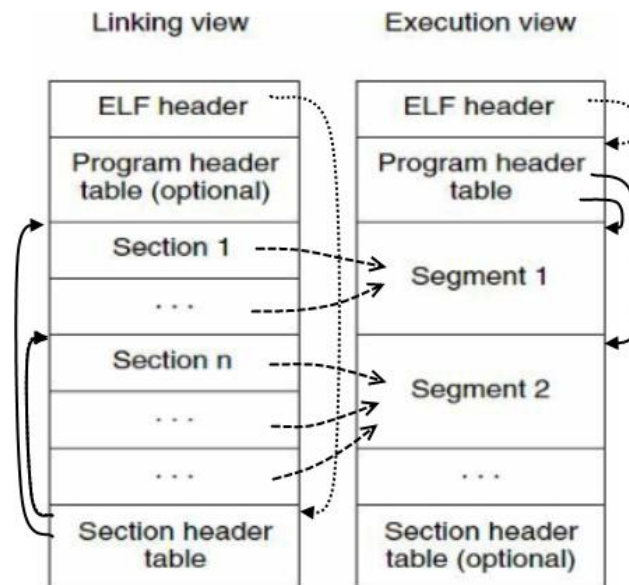 Linking view
Execution view
ELF header
Program header
table (optional)
Section 1
. . .
Section n
. . .
. . .
Section header
table
ELF header
Program header
table
Segment 1
Segment 2
. . .
Section header
table (optional)